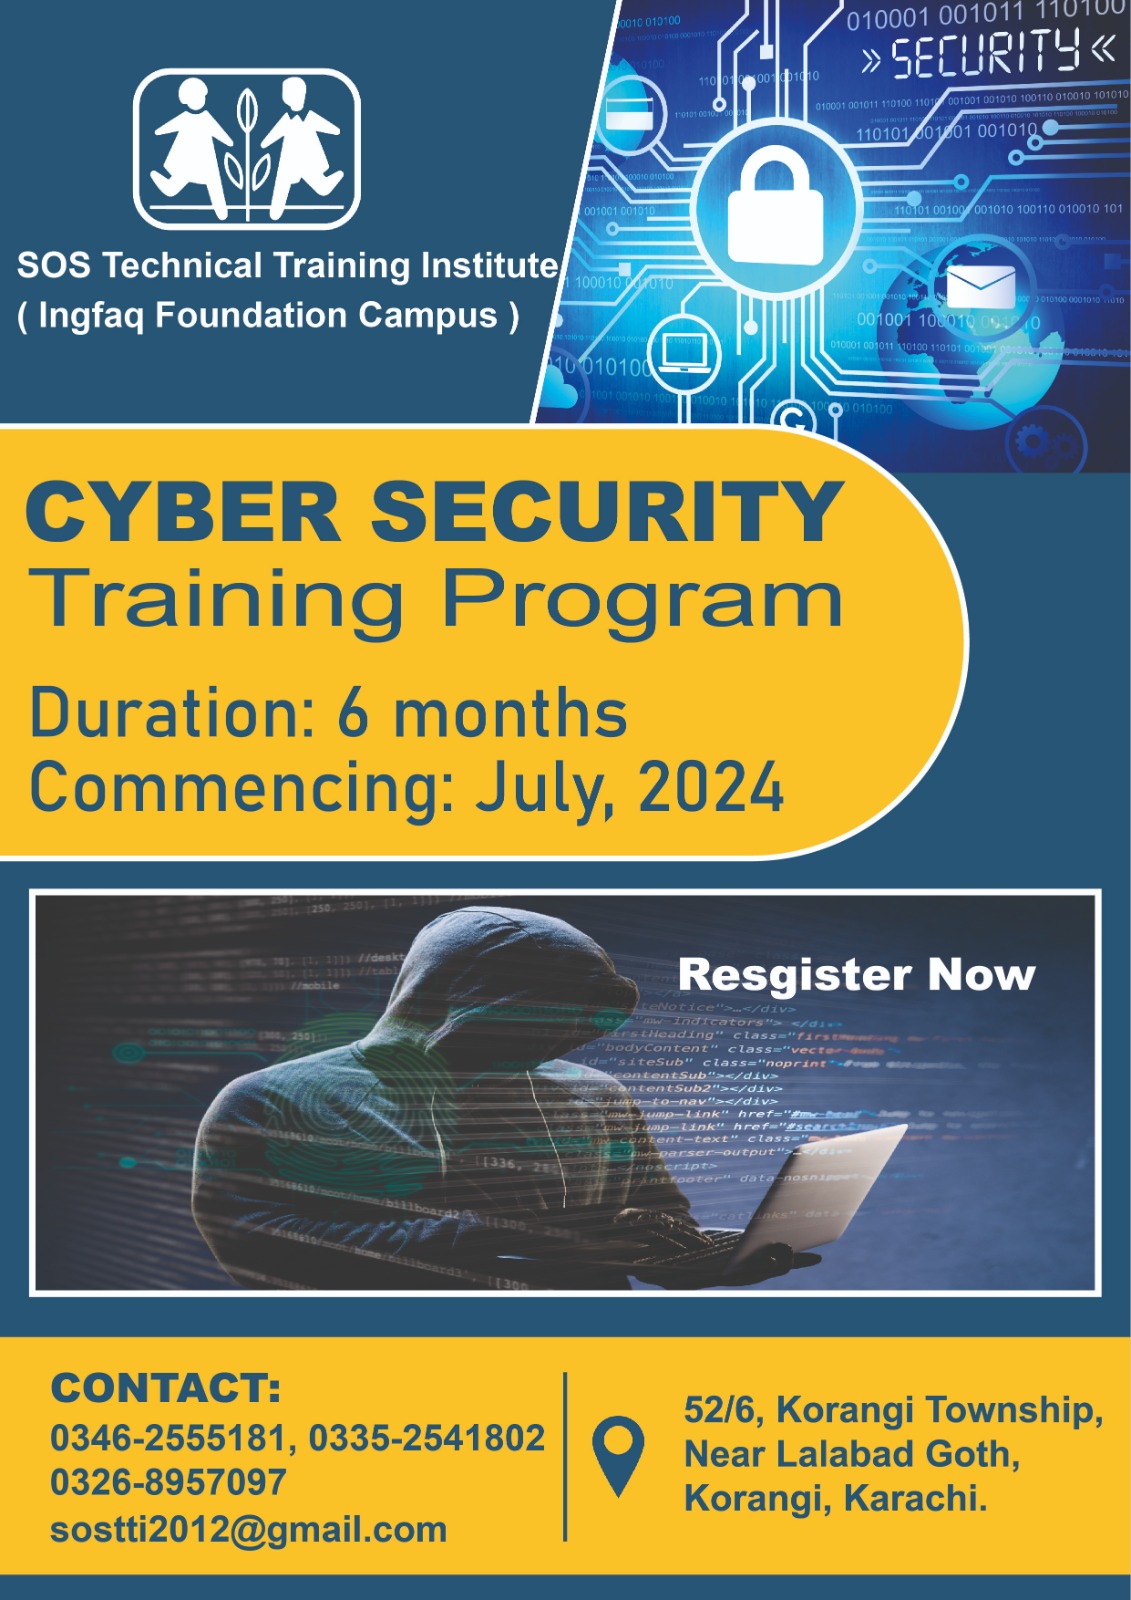 010001 001011 110100
» SECURITY «
SOS Technical Training Institute
( Ingfaq Foundation Campus )
CYBER SECURITY
Training Program
Duration: 6 months
Commencing: July, 2024
Resgister Now
CONTACT:
0346-2555181, 0335-2541802
0326-8957097
sostti2012@gmail.com
52/6, Korangi Township,
Near Lalabad Goth,
Korangi, Karachi.